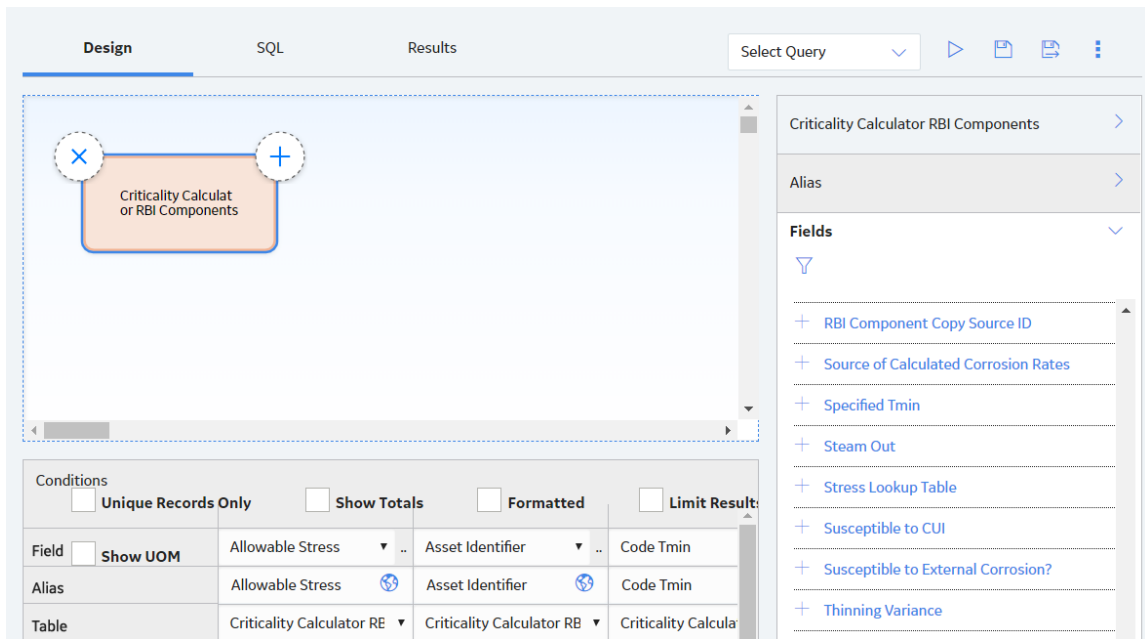 Design SQL Results Select Query
Criticality Calculator RBI Components
Alias
Criticality Calculat
or RBI Components
Fields
RBI Component Copy Source ID
Source of Calculated Corrosion Rates
Specified Tmin
Steam Out
Stress Lookup Table
Susceptible to CUI
Susceptible to External Corrosion?
Thinning Variance
Conditions
Unique Records Only Show Totals Formatted Limit Results
Field Show UOM Allowable Stress .. Asset Identifier .. Code Tmin
Alias Allowable Stress Asset Identifier Code Tmin
Table Criticality Calculator RB Criticality Calculator RB Criticality Calcula